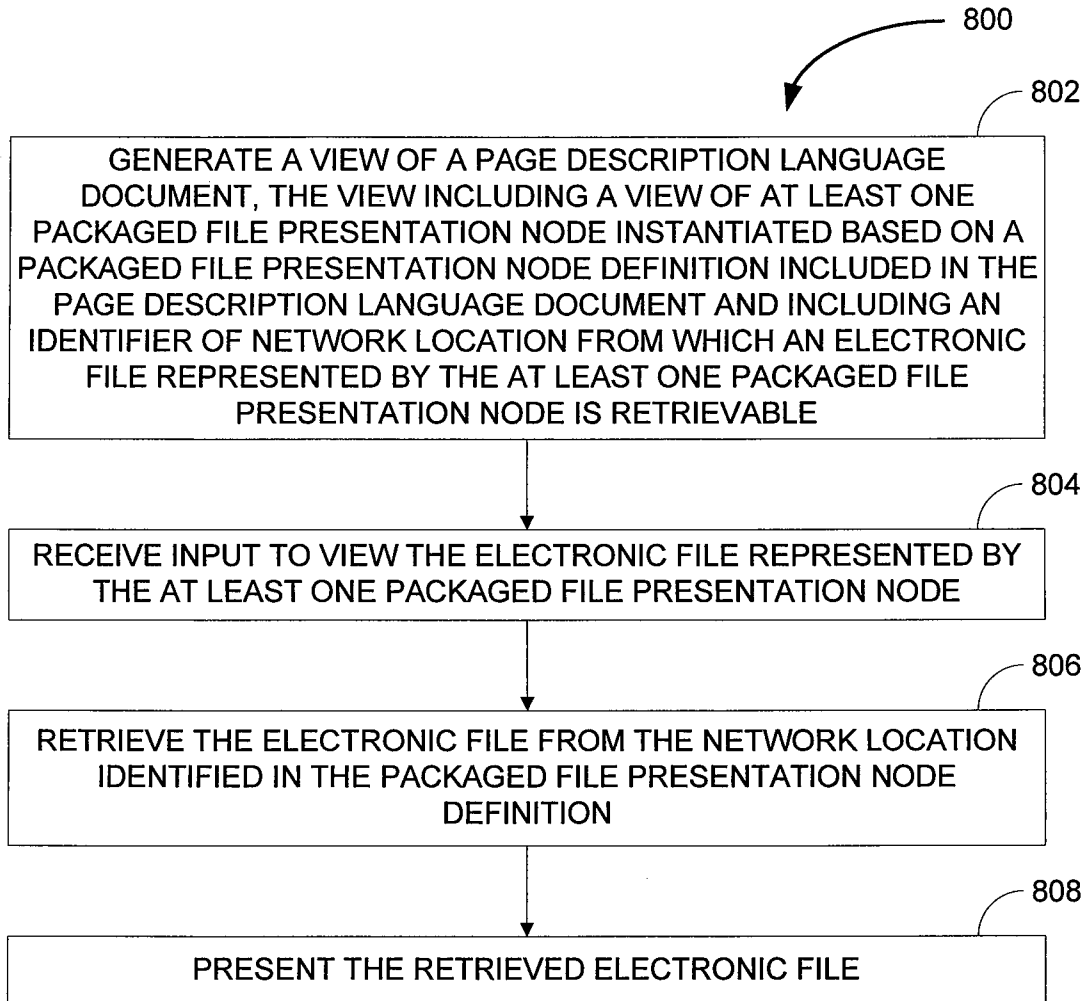 800
802
GENERATE A VIEW OF A PAGE DESCRIPTION LANGUAGE
DOCUMENT, THE VIEW INCLUDING A VIEW OF AT LEAST ONE
PACKAGED FILE PRESENTATION NODE INSTANTIATED BASED ON A
PACKAGED FILE PRESENTATION NODE DEFINITION INCLUDED IN THE
PAGE DESCRIPTION LANGUAGE DOCUMENT AND INCLUDING AN
IDENTIFIER OF NETWORK LOCATION FROM WHICH AN ELECTRONIC
FILE REPRESENTED BY THE AT LEAST ONE PACKAGED FILE
PRESENTATION NODE IS RETRIEVABLE
804
RECEIVE INPUT TO VIEW THE ELECTRONIC FILE REPRESENTED BY
THE AT LEAST ONE PACKAGED FILE PRESENTATION NODE
806
RETRIEVE THE ELECTRONIC FILE FROM THE NETWORK LOCATION
IDENTIFIED IN THE PACKAGED FILE PRESENTATION NODE
DEFINITION
808
PRESENT THE RETRIEVED ELECTRONIC FILE